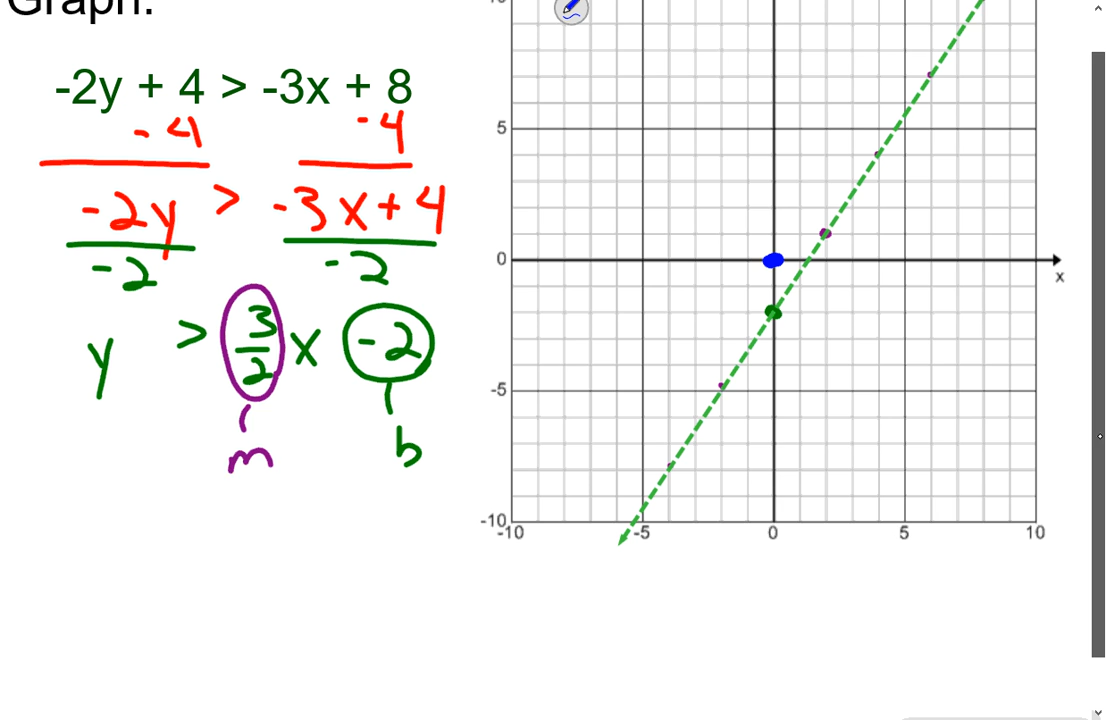 Graph:
-2y + 4 > -3x + 8
- 4 - 4
-2y > -3x + 4
-2 -2
y > 3/2 x -2
m b
10
5
0
-5
-10
-10 -5 0 5 10
x